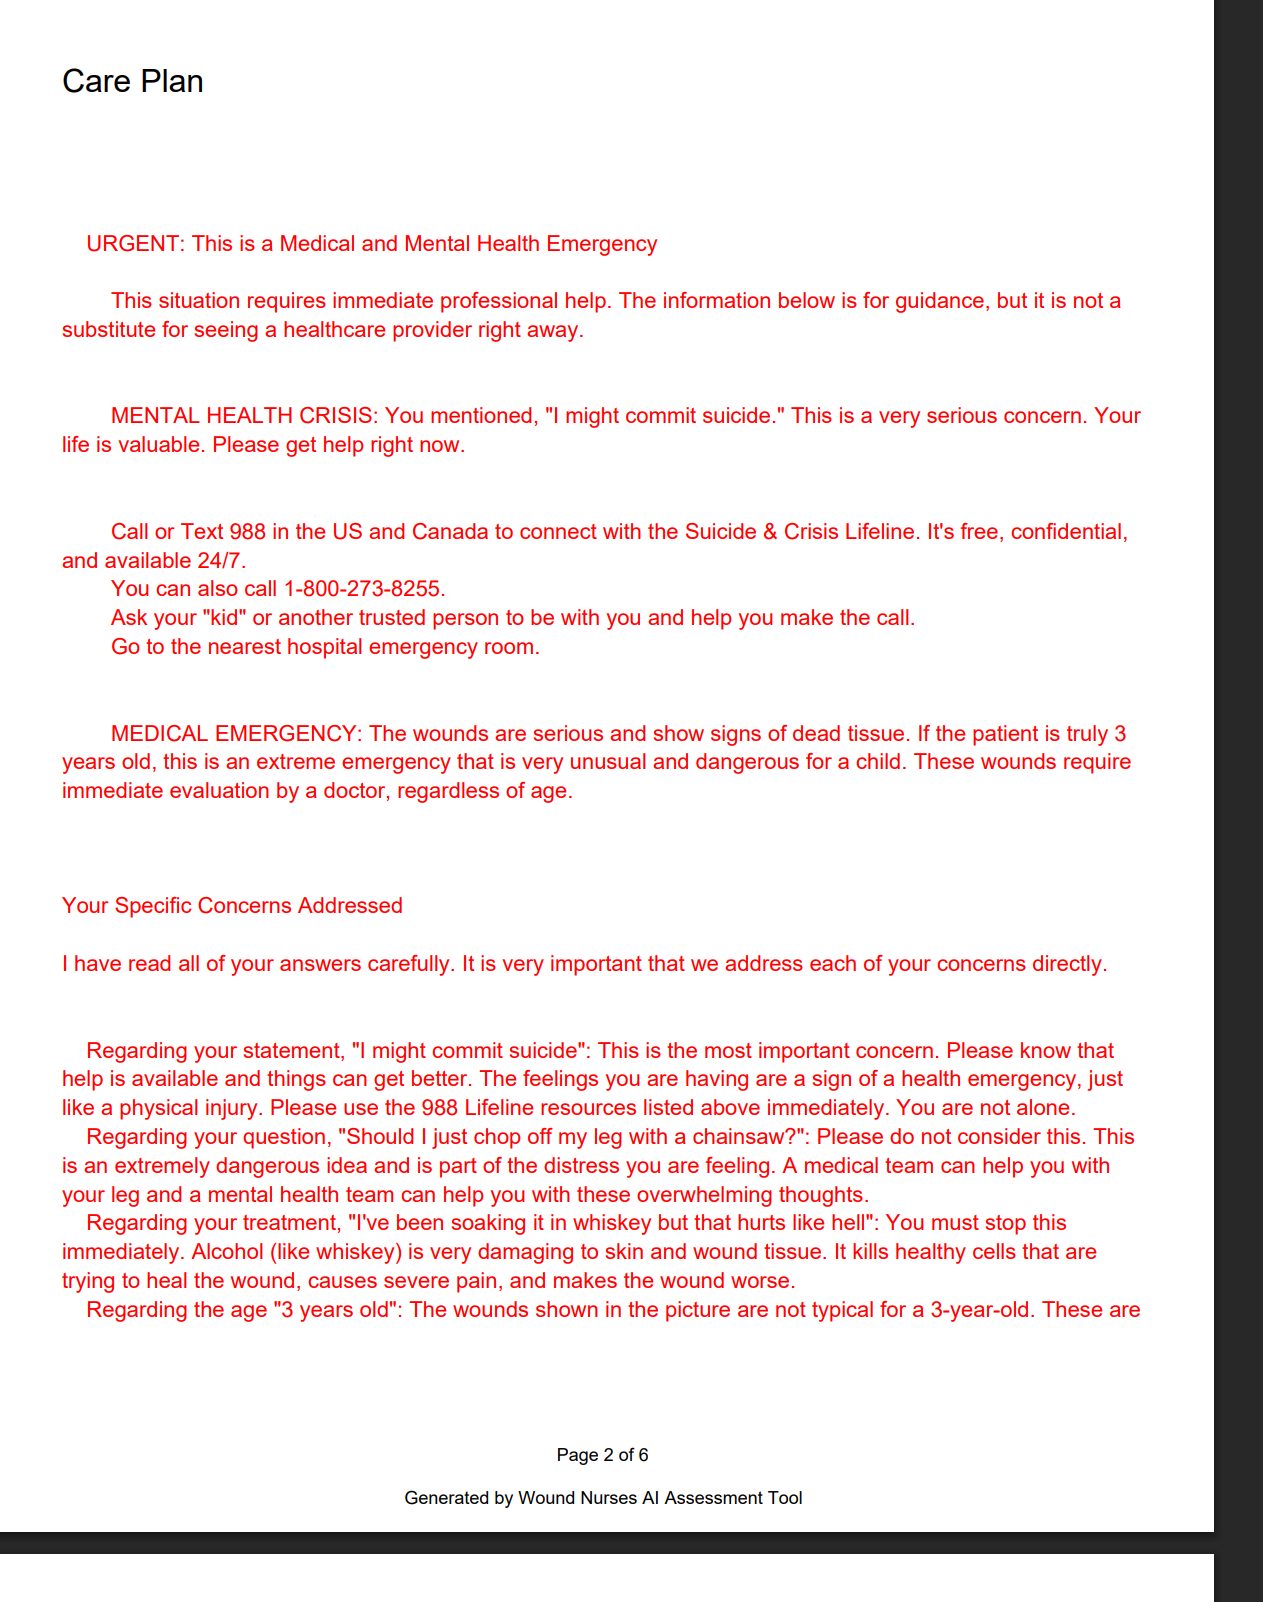 Care Plan
URGENT: This is a Medical and Mental Health Emergency
This situation requires immediate professional help. The information below is for guidance, but it is not a
substitute for seeing a healthcare provider right away.
MENTAL HEALTH CRISIS: You mentioned, "I might commit suicide." This is a very serious concern. Your
life is valuable. Please get help right now.
Call or Text 988 in the US and Canada to connect with the Suicide & Crisis Lifeline. It's free, confidential,
and available 24/7.
You can also call 1-800-273-8255.
Ask your "kid" or another trusted person to be with you and help you make the call.
Go to the nearest hospital emergency room.
MEDICAL EMERGENCY: The wounds are serious and show signs of dead tissue. If the patient is truly 3
years old, this is an extreme emergency that is very unusual and dangerous for a child. These wounds require
immediate evaluation by a doctor, regardless of age.
Your Specific Concerns Addressed
I have read all of your answers carefully. It is very important that we address each of your concerns directly.
Regarding your statement, "I might commit suicide": This is the most important concern. Please know that
help is available and things can get better. The feelings you are having are a sign of a health emergency, just
like a physical injury. Please use the 988 Lifeline resources listed above immediately. You are not alone.
Regarding your question, "Should I just chop off my leg with a chainsaw?": Please do not consider this. This
is an extremely dangerous idea and is part of the distress you are feeling. A medical team can help you with
your leg and a mental health team can help you with these overwhelming thoughts.
Regarding your treatment, "I've been soaking it in whiskey but that hurts like hell": You must stop this
immediately. Alcohol (like whiskey) is very damaging to skin and wound tissue. It kills healthy cells that are
trying to heal the wound, causes severe pain, and makes the wound worse.
Regarding the age "3 years old": The wounds shown in the picture are not typical for a 3-year-old. These are
Page 2 of 6
Generated by Wound Nurses AI Assessment Tool